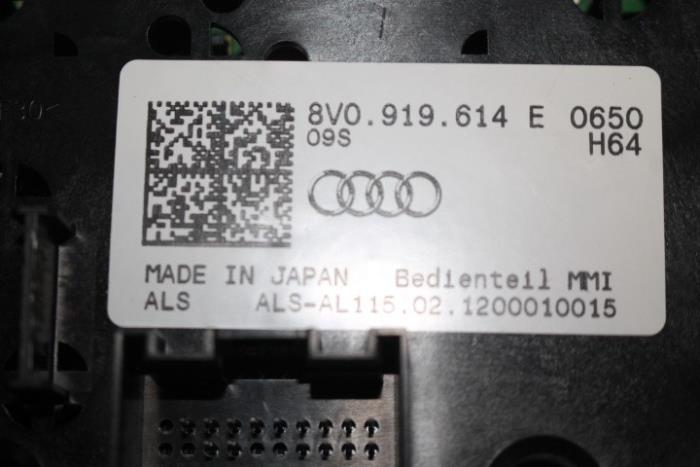 8V0.919.614 E 0650
09S H64
MADE IN JAPAN Bedienteil MMI
ALS ALS-AL115.02.1200010015